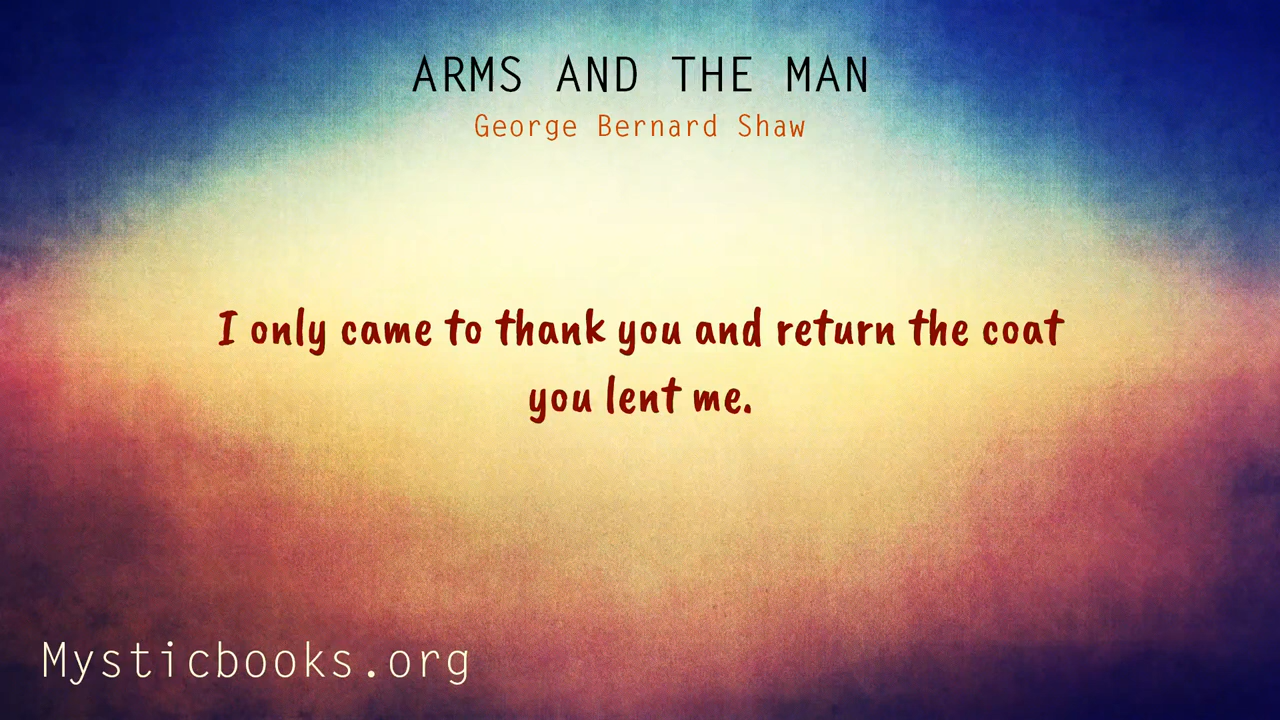 ARMS AND THE MAN
George Bernard Shaw
I only came to thank you and return the coat
you lent me.
Mysticbooks.org